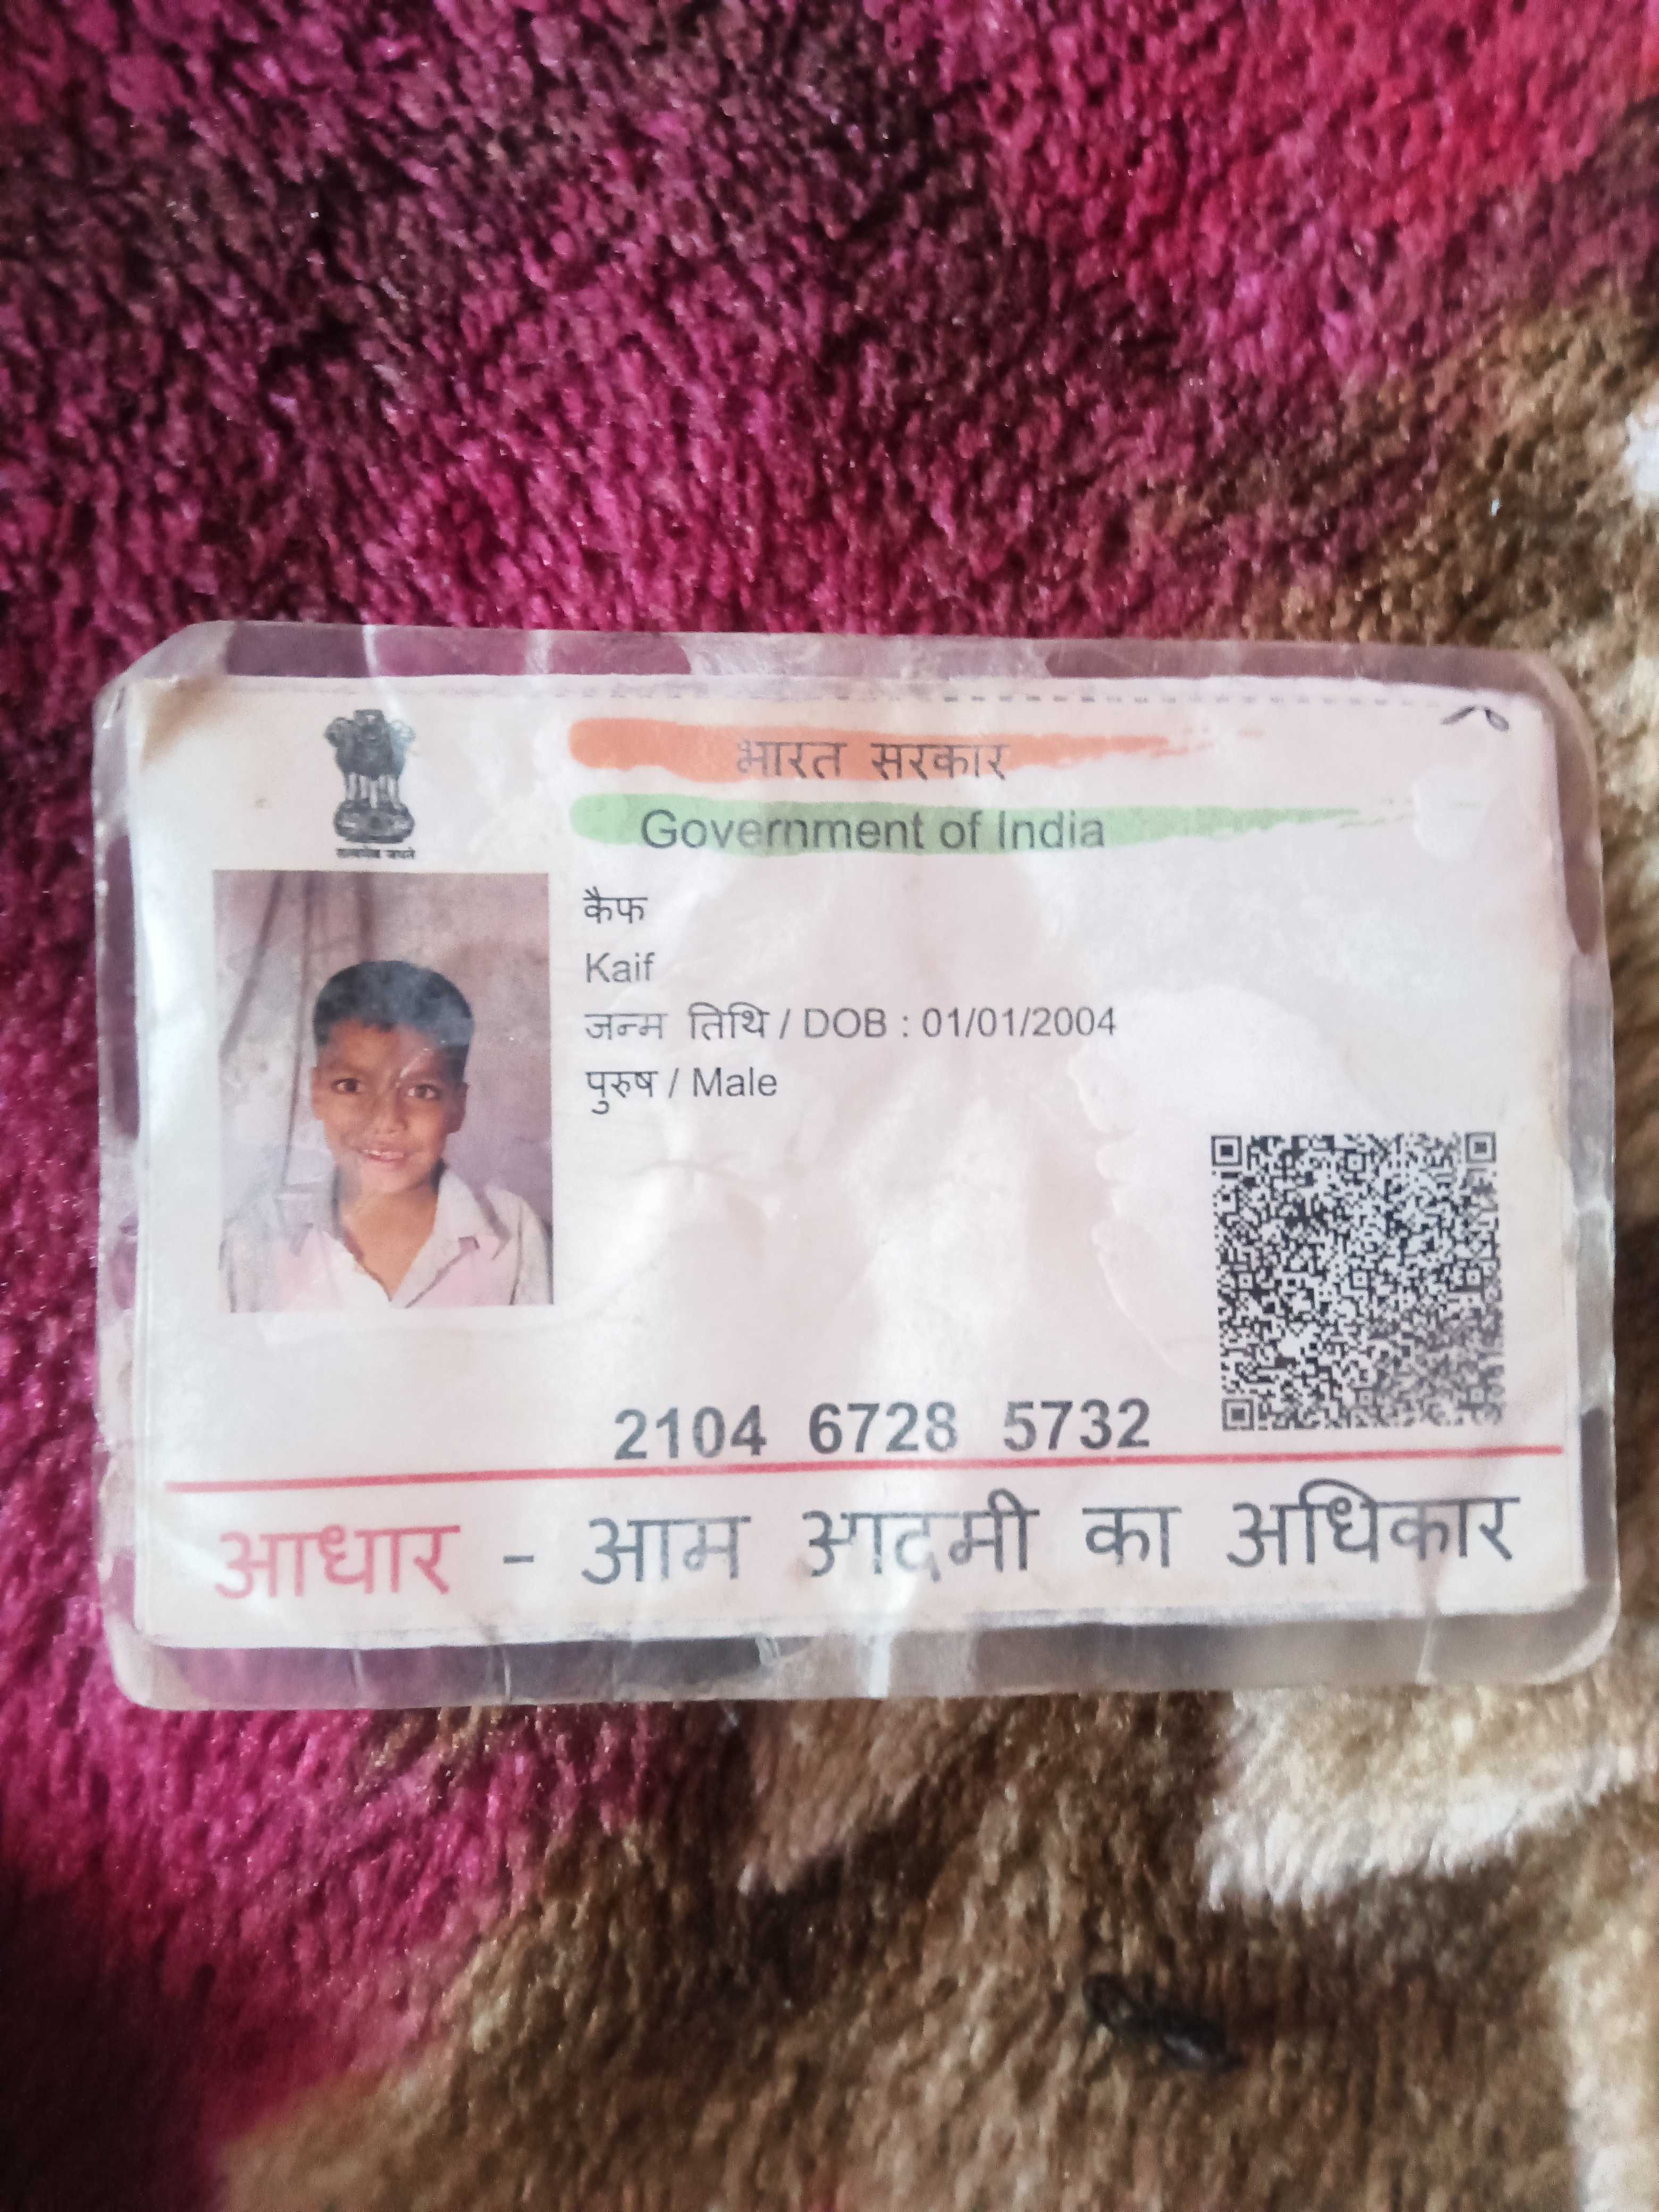 भारत सरकार
Government of India
सत्यमेव जयते
कैफ
Kaif
जन्म तिथि / DOB : 01/01/2004
पुरुष / Male
2104 6728 5732
आधार - आम आदमी का अधिकार